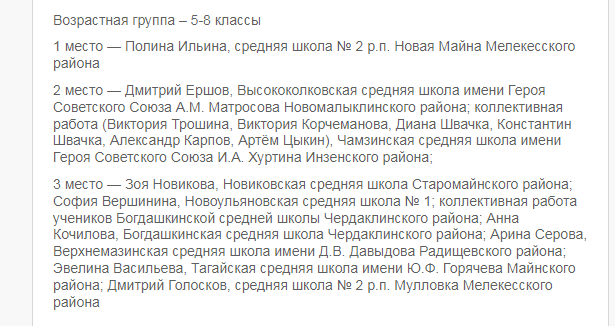 Возрастная группа – 5-8 классы
1 место — Полина Ильина, средняя школа № 2 р.п. Новая Майна Мелекесского
района
2 место — Дмитрий Ершов, Высококолковская средняя школа имени Героя
Советского Союза А.М. Матросова Новомалыклинского района; коллективная
работа (Виктория Трошина, Виктория Корчеманова, Диана Швачка, Константин
Швачка, Александр Карпов, Артём Цыкин), Чамзинская средняя школа имени
Героя Советского Союза И.А. Хуртина Инзенского района;
3 место — Зоя Новикова, Новиковская средняя школа Старомайнского района;
София Вершинина, Новоульяновская средняя школа № 1; коллективная работа
учеников Богдашкинской средней школы Чердаклинского района; Анна
Кочилова, Богдашкинская средняя школа Чердаклинского района; Арина Серова,
Верхнемазинская средняя школа имени Д.В. Давыдова Радищевского района;
Эвелина Васильева, Тагайская средняя школа имени Ю.Ф. Горячева Майнского
района; Дмитрий Голосков, средняя школа № 2 р.п. Мулловка Мелекесского
района